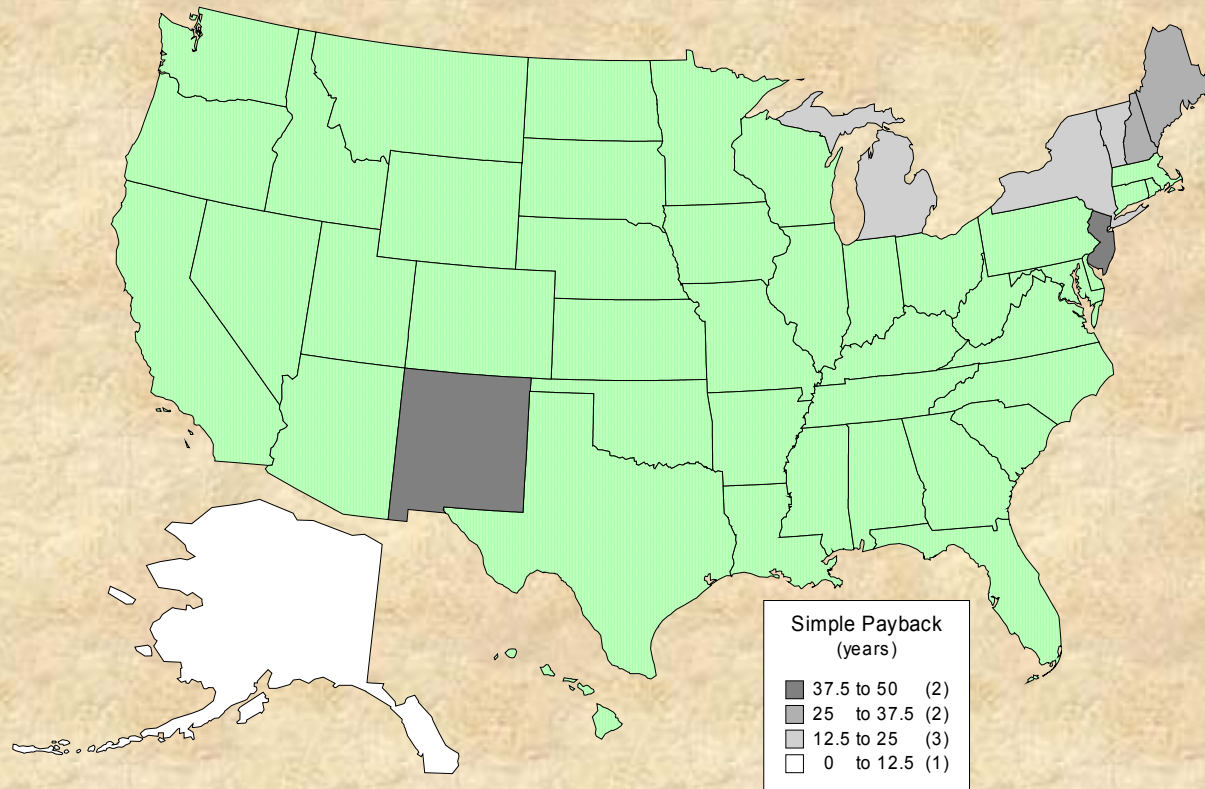 Simple Payback
(years)
37.5 to 50 (2)
25 to 37.5 (2)
12.5 to 25 (3)
0 to 12.5 (1)